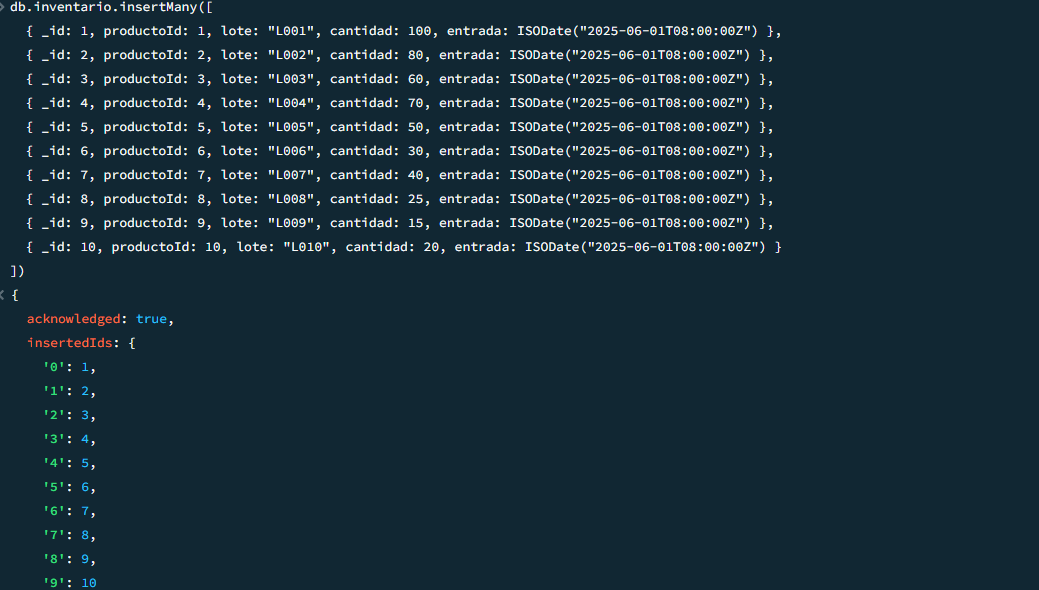 db.inventario.insertMany([
{ _id: 1, productoId: 1, lote: "L001", cantidad: 100, entrada: ISODate("2025-06-01T08:00:00Z") },
{ _id: 2, productoId: 2, lote: "L002", cantidad: 80, entrada: ISODate("2025-06-01T08:00:00Z") },
{ _id: 3, productoId: 3, lote: "L003", cantidad: 60, entrada: ISODate("2025-06-01T08:00:00Z") },
{ _id: 4, productoId: 4, lote: "L004", cantidad: 70, entrada: ISODate("2025-06-01T08:00:00Z") },
{ _id: 5, productoId: 5, lote: "L005", cantidad: 50, entrada: ISODate("2025-06-01T08:00:00Z") },
{ _id: 6, productoId: 6, lote: "L006", cantidad: 30, entrada: ISODate("2025-06-01T08:00:00Z") },
{ _id: 7, productoId: 7, lote: "L007", cantidad: 40, entrada: ISODate("2025-06-01T08:00:00Z") },
{ _id: 8, productoId: 8, lote: "L008", cantidad: 25, entrada: ISODate("2025-06-01T08:00:00Z") },
{ _id: 9, productoId: 9, lote: "L009", cantidad: 15, entrada: ISODate("2025-06-01T08:00:00Z") },
{ _id: 10, productoId: 10, lote: "L010", cantidad: 20, entrada: ISODate("2025-06-01T08:00:00Z") }
])
{
acknowledged: true,
insertedIds: {
'0': 1,
'1': 2,
'2': 3,
'3': 4,
'4': 5,
'5': 6,
'6': 7,
'7': 8,
'8': 9,
'9': 10